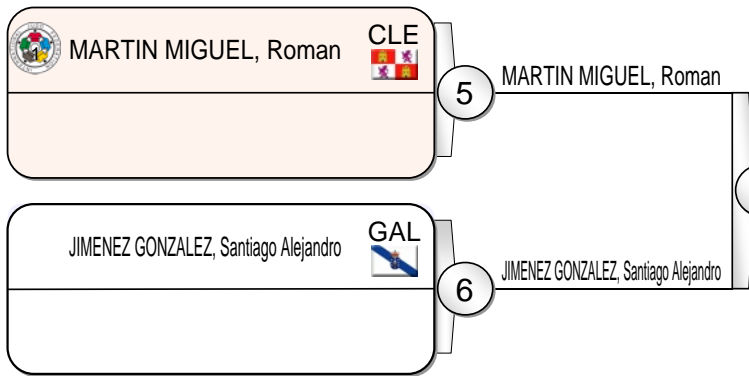 MARTIN MIGUEL, Roman
CLE
5
MARTIN MIGUEL, Roman
JIMENEZ GONZALEZ, Santiago Alejandro
GAL
6
JIMENEZ GONZALEZ, Santiago Alejandro